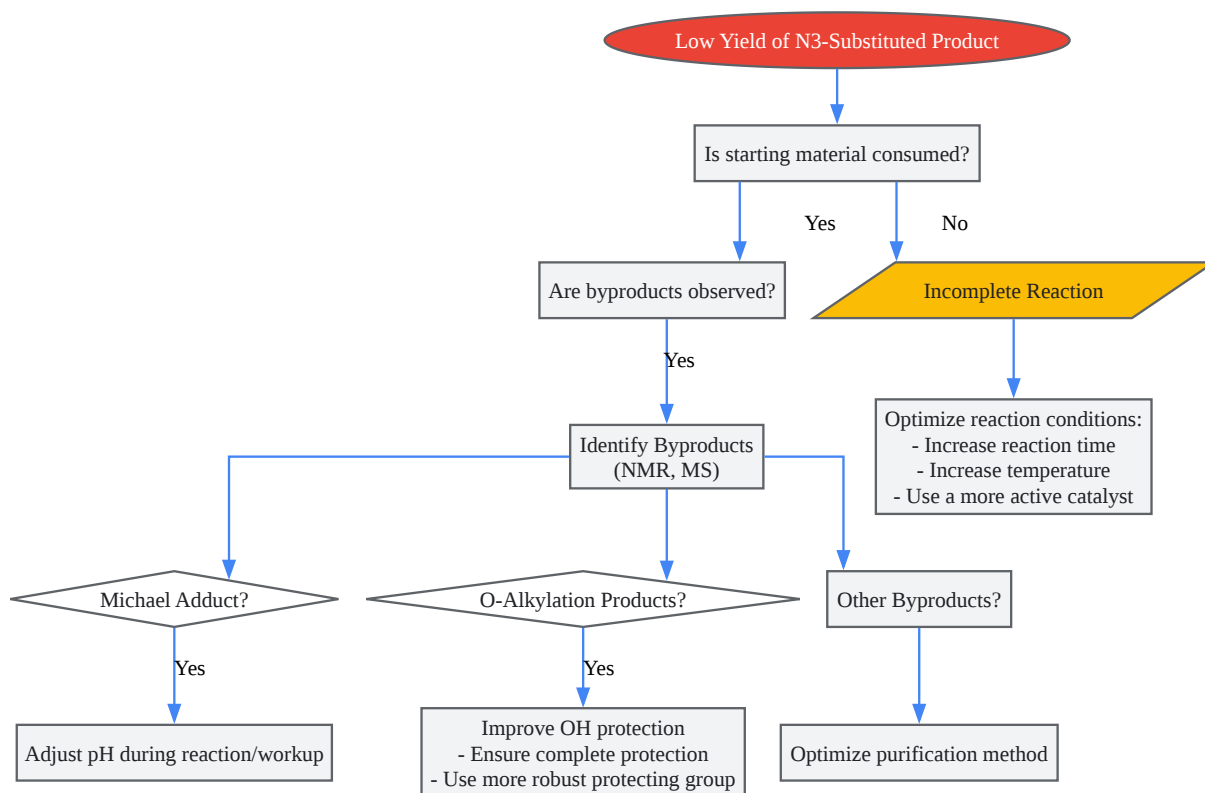 Low Yield of N3-Substituted Product
Is starting material consumed?
Yes
No
Are byproducts observed?
Incomplete Reaction
Yes
Optimize reaction conditions:
- Increase reaction time
- Increase temperature
- Use a more active catalyst
Identify Byproducts
(NMR, MS)
Michael Adduct?
O-Alkylation Products?
Other Byproducts?
Yes
Yes
Adjust pH during reaction/workup
Improve OH protection
- Ensure complete protection
- Use more robust protecting group
Optimize purification method